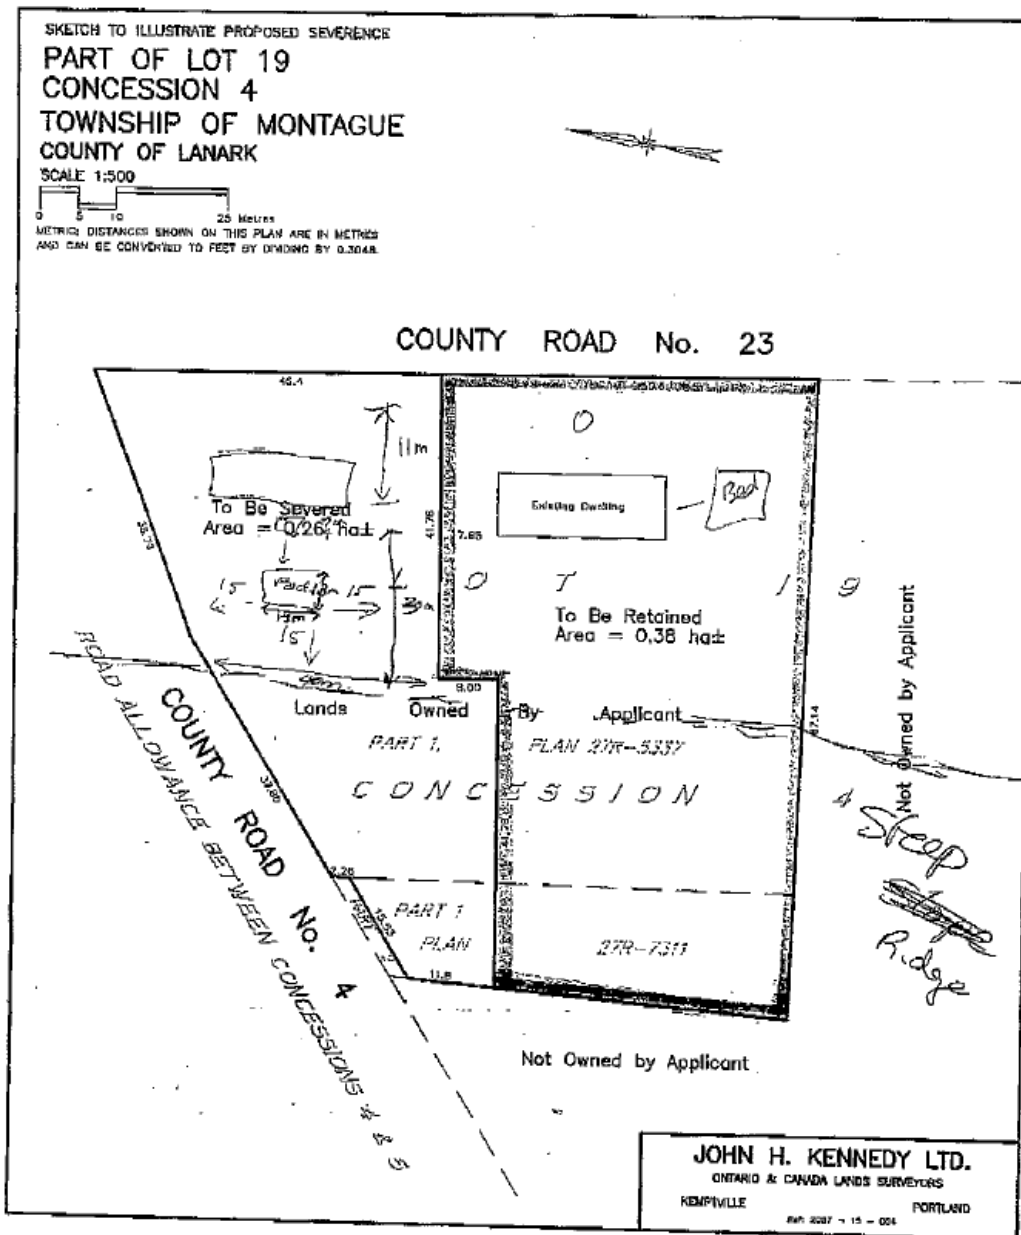 SKETCH TO ILLUSTRATE PROPOSED SEVERENCE
PART OF LOT 19
CONCESSION 4
TOWNSHIP OF MONTAGUE
COUNTY OF LANARK
SCALE 1:500
0 5 10 25 Metres
METRIC: DISTANCES SHOWN ON THIS PLAN ARE IN METRES
AND CAN BE CONVERTED TO FEET BY DIVIDING BY 0.3048.
COUNTY ROAD No. 23
11m
Existing Dwelling
Bed
To Be Severed
Area = 0.26 ha±
41.76
7.65
O T 1 9
15 15
15
To Be Retained
Area = 0.38 ha±
9.00
Lands Owned By Applicant
PART 1, PLAN 27R-5337
CONCESSION 4
67.14
Not Owned by Applicant
Steep
Ridge
COUNTY ROAD No. 4
ROAD ALLOWANCE BETWEEN CONCESSIONS 4 & 5
PART 1
PLAN 27R-7311
11.8
Not Owned by Applicant
JOHN H. KENNEDY LTD.
ONTARIO & CANADA LANDS SURVEYORS
KEMPTVILLE PORTLAND